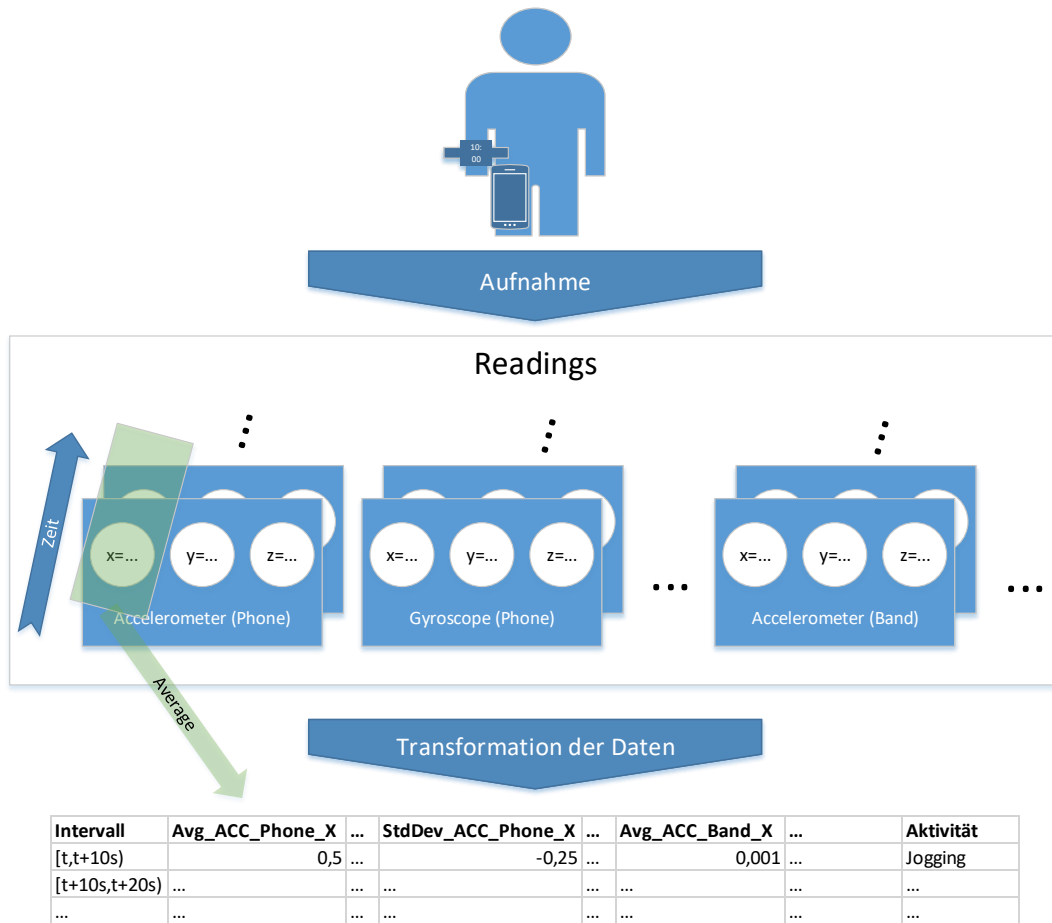 10:
00
Aufnahme
Readings
Zeit
x=... y=... z=...
Accelerometer (Phone)
x=... y=... z=...
Gyroscope (Phone)
...
x=... y=... z=...
Accelerometer (Band)
...
Average
Transformation der Daten
Intervall Avg_ACC_Phone_X ... StdDev_ACC_Phone_X ... Avg_ACC_Band_X ... Aktivität
[t,t+10s) 0,5 ... -0,25 ... 0,001 ... Jogging
[t+10s,t+20s) ... ... ... ... ... ... ...
... ... ... ... ... ... ... ...